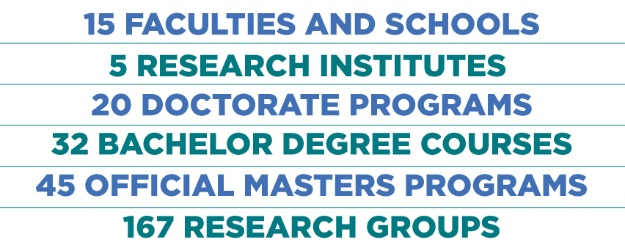 15 FACULTIES AND SCHOOLS
5 RESEARCH INSTITUTES
20 DOCTORATE PROGRAMS
32 BACHELOR DEGREE COURSES
45 OFFICIAL MASTERS PROGRAMS
167 RESEARCH GROUPS